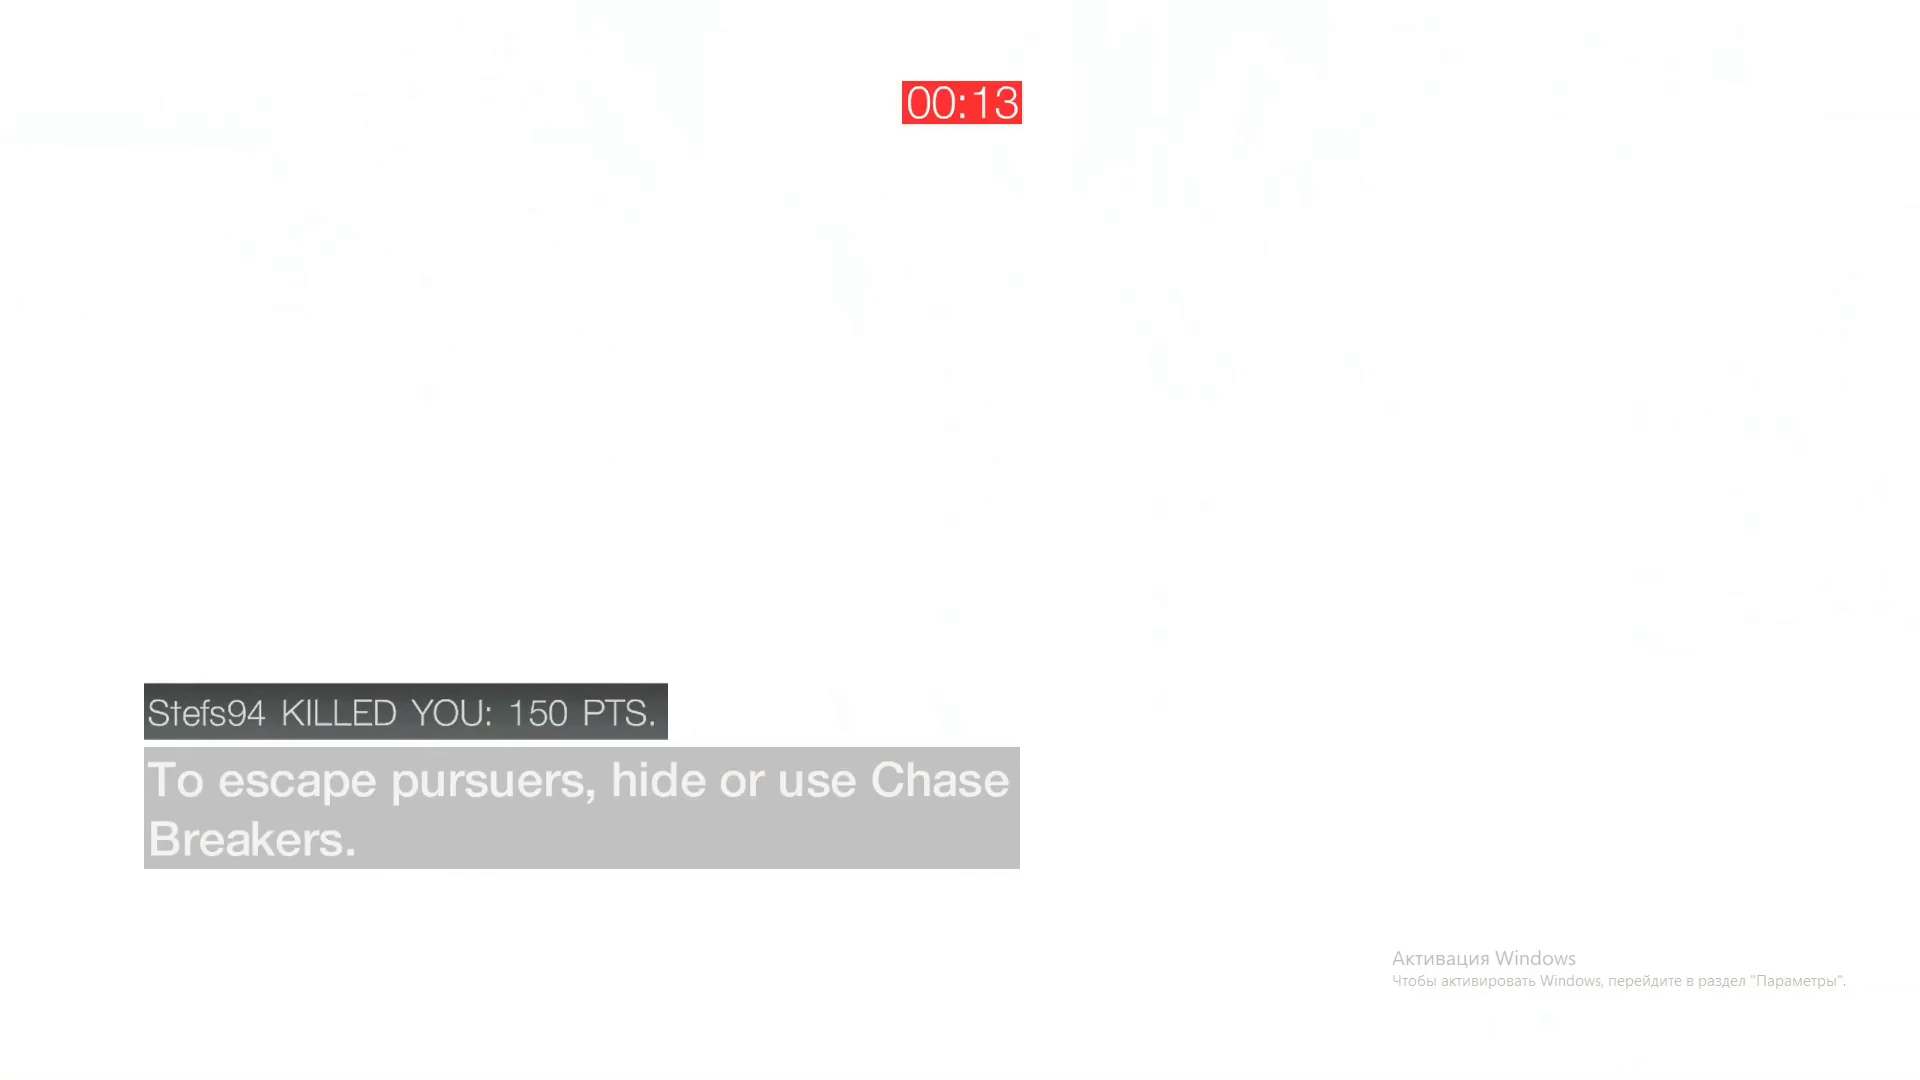 00:13
Stefs94 KILLED YOU: 150 PTS.
To escape pursuers, hide or use Chase
Breakers.
Активация Windows
Чтобы активировать Windows, перейдите в раздел "Параметры".